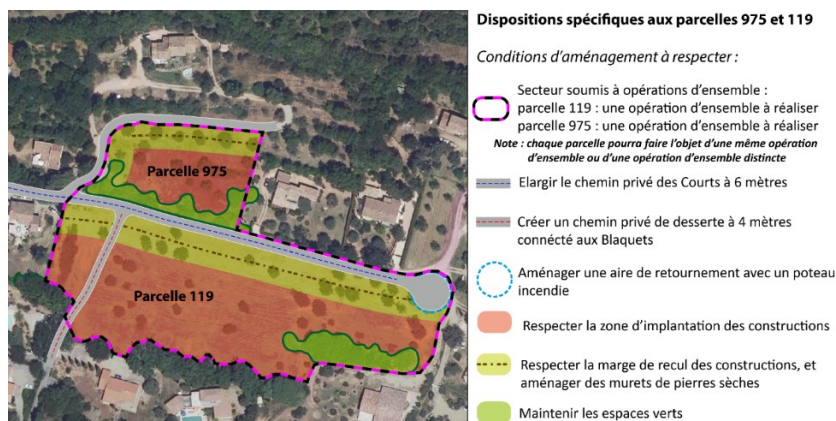 Dispositions spécifiques aux parcelles 975 et 119
Conditions d'aménagement à respecter :
Secteur soumis à opérations d'ensemble :
parcelle 119 : une opération d'ensemble à réaliser
parcelle 975 : une opération d'ensemble à réaliser
Note : chaque parcelle pourra faire l'objet d'une même opération
d'ensemble ou d'une opération d'ensemble distincte
Elargir le chemin privé des Courts à 6 mètres
Créer un chemin privé de desserte à 4 mètres
connécté aux Blaquets
Aménager une aire de retournement avec un poteau
incendie
Respecter la zone d'implantation des constructions
Respecter la marge de recul des constructions, et
aménager des murets de pierres sèches
Maintenir les espaces verts
Parcelle 975
Parcelle 119